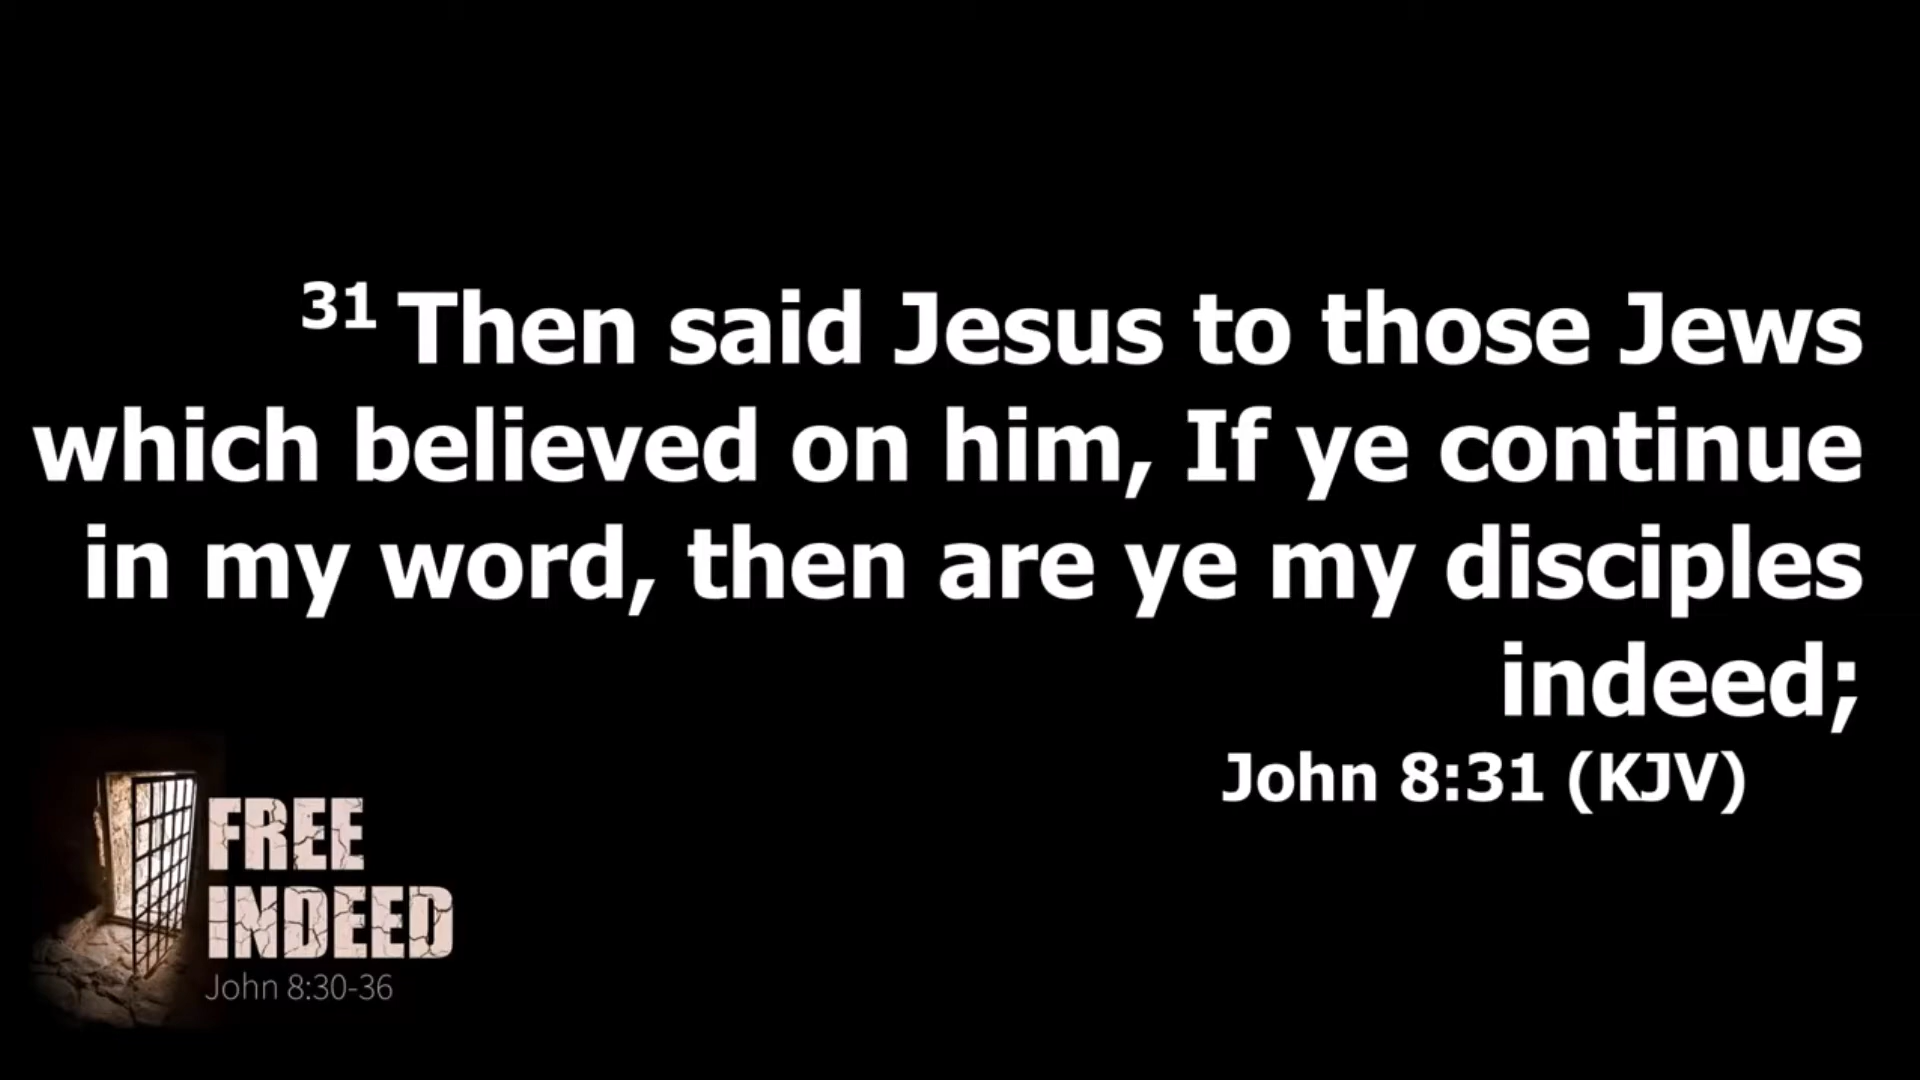 31 Then said Jesus to those Jews
which believed on him, If ye continue
in my word, then are ye my disciples
indeed;
John 8:31 (KJV)
FREE
INDEED
John 8:30-36